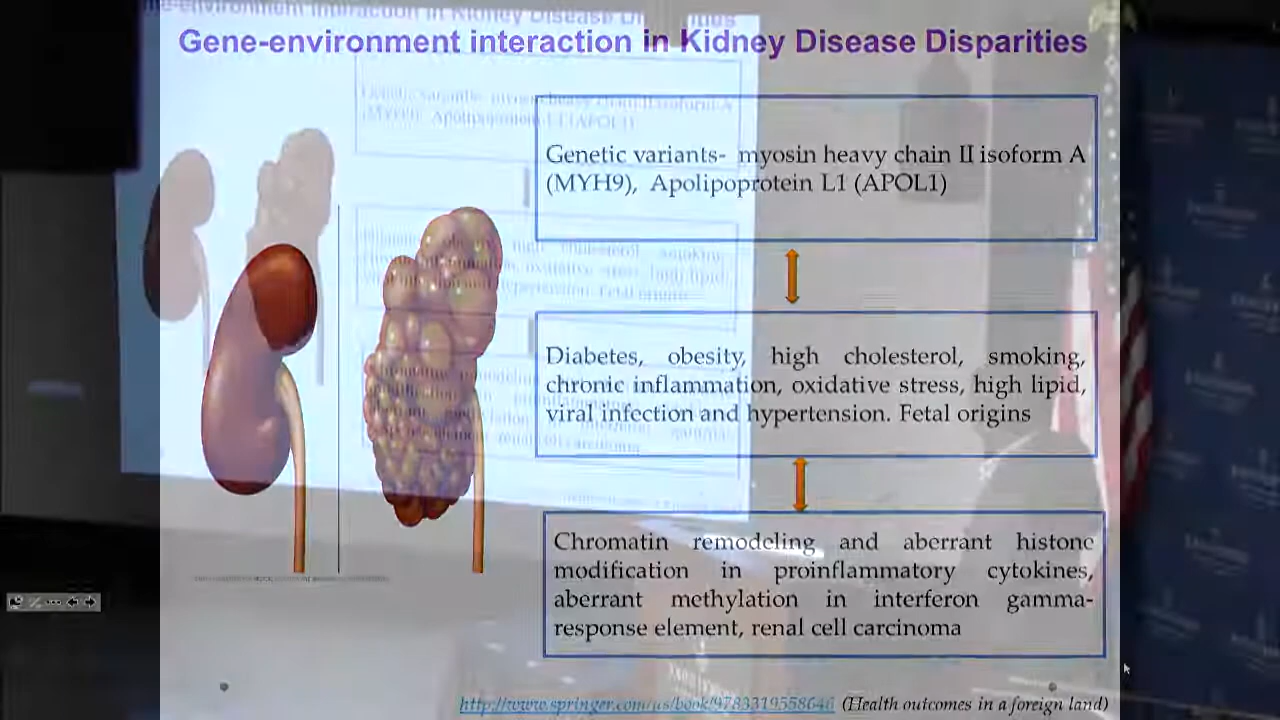 Gene-environment interaction in Kidney Disease Disparities
Genetic variants- myosin heavy chain II isoform A
(MYH9), Apolipoprotein L1 (APOL1)
Diabetes, obesity, high cholesterol, smoking,
chronic inflammation, oxidative stress, high lipid,
viral infection and hypertension. Fetal origins
Chromatin remodeling and aberrant histone
modification in proinflammatory cytokines,
aberrant methylation in interferon gamma-
response element, renal cell carcinoma
http://www.springer.com/us/book/9783319558646 (Health outcomes in a foreign land)